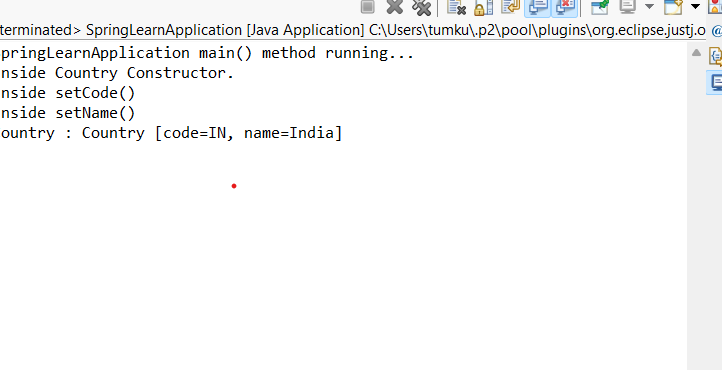 terminated> SpringLearnApplication [Java Application] C:\Users\tumku\.p2\pool\plugins\org.eclipse.justj.o
pringLearnApplication main() method running...
nside Country Constructor.
nside setCode()
nside setName()
ountry : Country [code=IN, name=India]